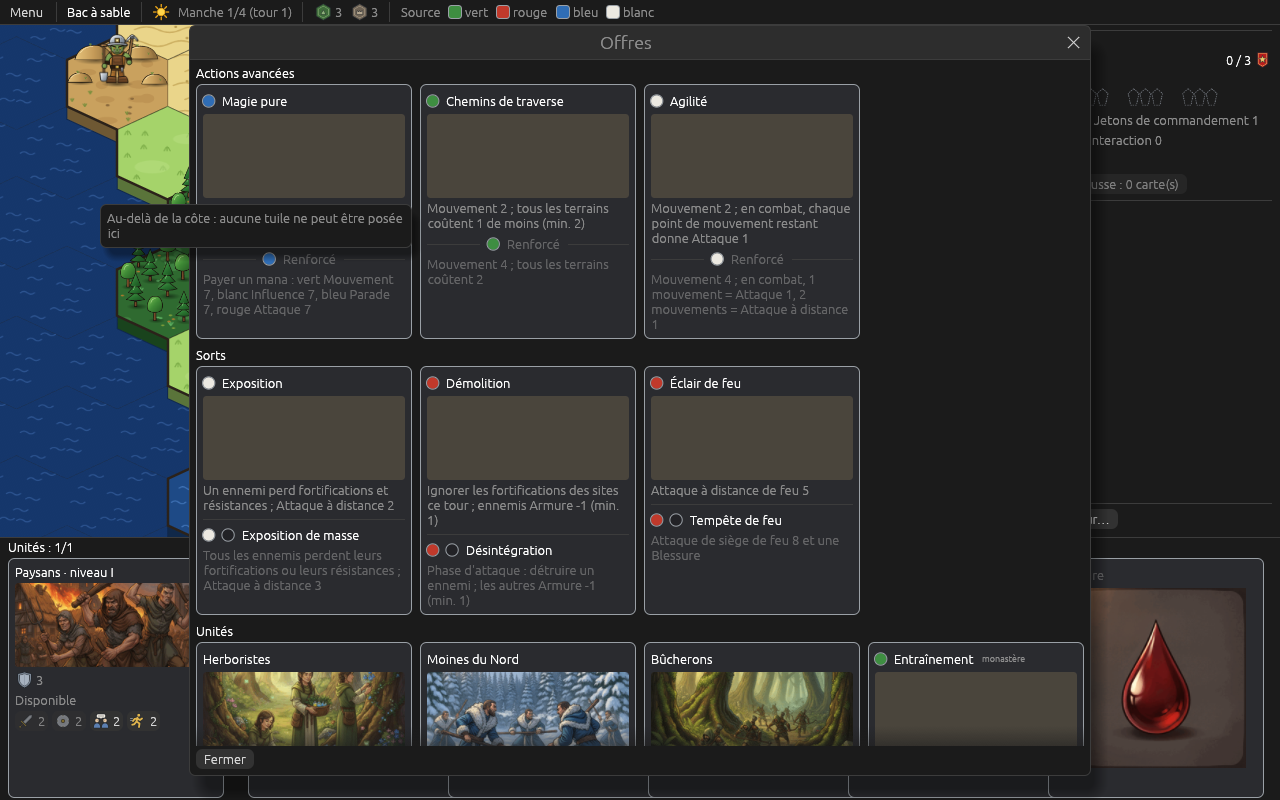 Menu Bac à sable Manche 1/4 (tour 1) 3 3 Source vert rouge bleu blanc
Offres
0 / 3
Jetons de commandement 1
nteraction 0
usse : 0 carte(s)
Actions avancées
Magie pure
Chemins de traverse
Agilité
Au-delà de la côte : aucune tuile ne peut être posée
ici
Renforcé
Payer un mana : vert Mouvement
7, blanc Influence 7, bleu Parade
7, rouge Attaque 7
Mouvement 2 ; tous les terrains
coûtent 1 de moins (min. 2)
Renforcé
Mouvement 4 ; tous les terrains
coûtent 2
Mouvement 2 ; en combat, chaque
point de mouvement restant
donne Attaque 1
Renforcé
Mouvement 4 ; en combat, 1
mouvement = Attaque 1, 2
mouvements = Attaque à distance
1
Sorts
Exposition
Un ennemi perd fortifications et
résistances ; Attaque à distance 2
Exposition de masse
Tous les ennemis perdent leurs
fortifications ou leurs résistances ;
Attaque à distance 3
Démolition
Ignorer les fortifications des sites
ce tour ; ennemis Armure -1 (min.
1)
Désintégration
Phase d'attaque : détruire un
ennemi ; les autres Armure -1
(min. 1)
Éclair de feu
Attaque à distance de feu 5
Tempête de feu
Attaque de siège de feu 8 et une
Blessure
Unités
Herboristes
Moines du Nord
Bûcherons
Entraînement monastère
Fermer
Unités : 1/1
Paysans · niveau I
3
Disponible
2 2 2 2
ur...
re